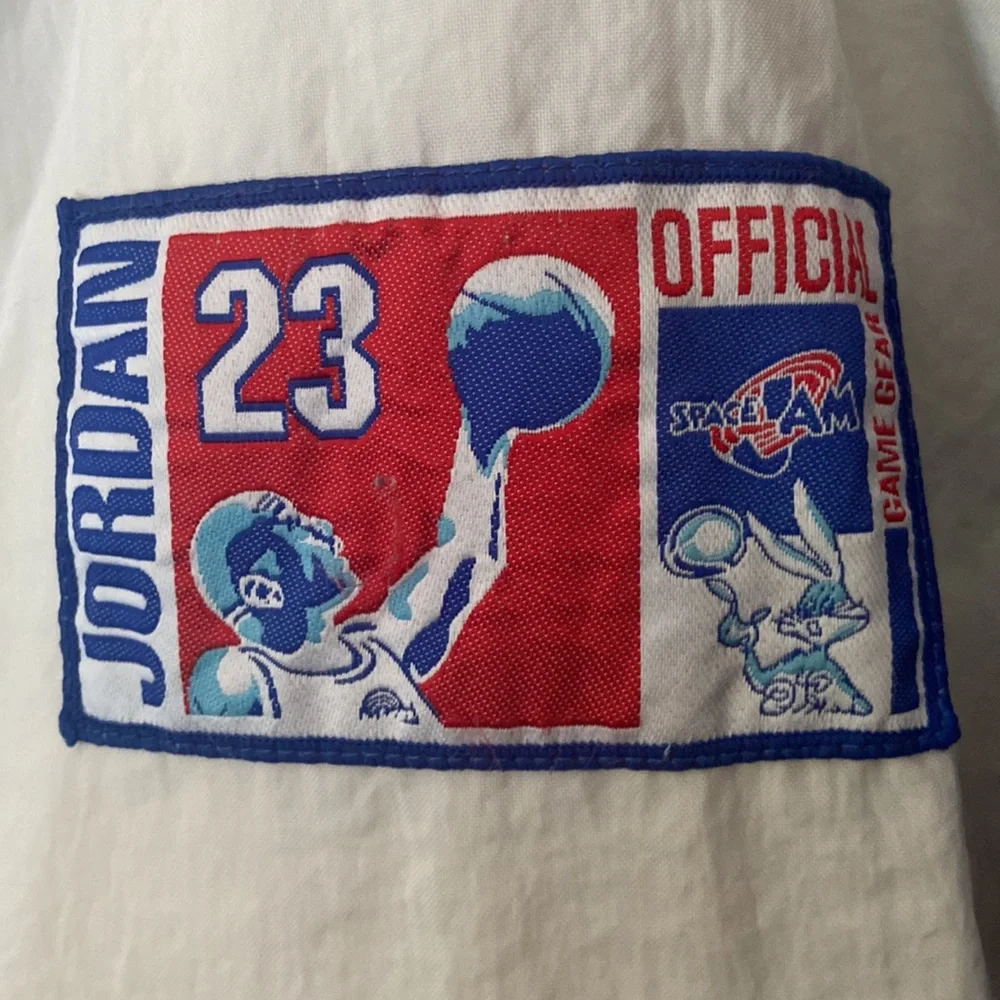 JORDAN
23
OFFICIAL
SPACE JAM
GAME GEAR